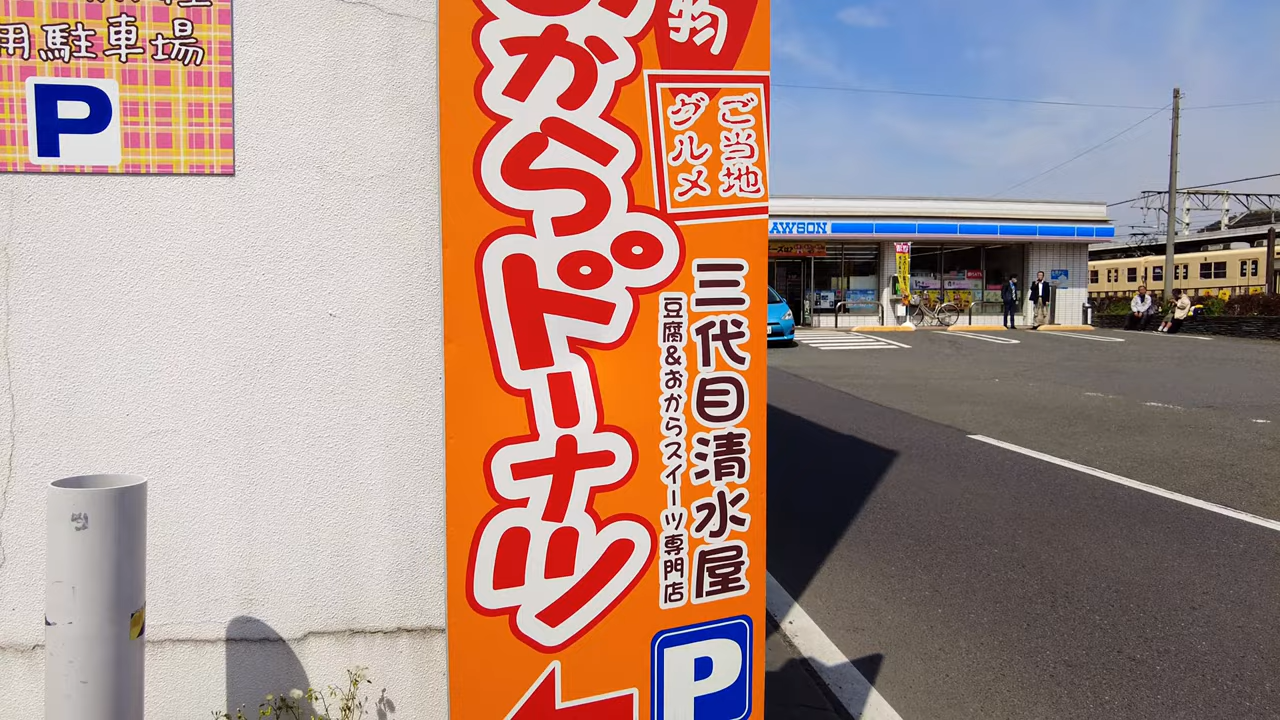 用駐車場
P
からドーナツ
物
ご当地
グルメ
三代目清水屋
豆腐&おからスイーツ専門店
P
AWSON